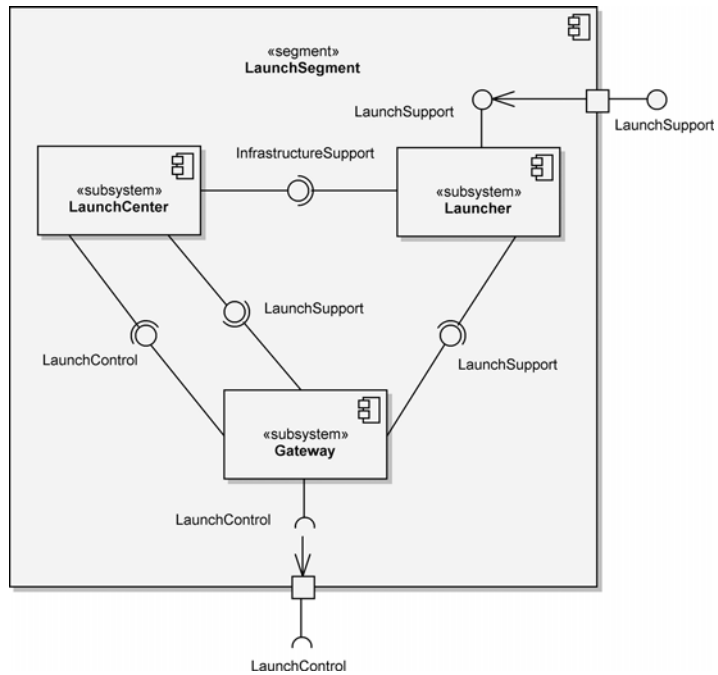 «segment»
LaunchSegment
LaunchSupport
LaunchSupport
InfrastructureSupport
«subsystem»
LaunchCenter
«subsystem»
Launcher
LaunchSupport
LaunchControl
LaunchSupport
«subsystem»
Gateway
LaunchControl
LaunchControl